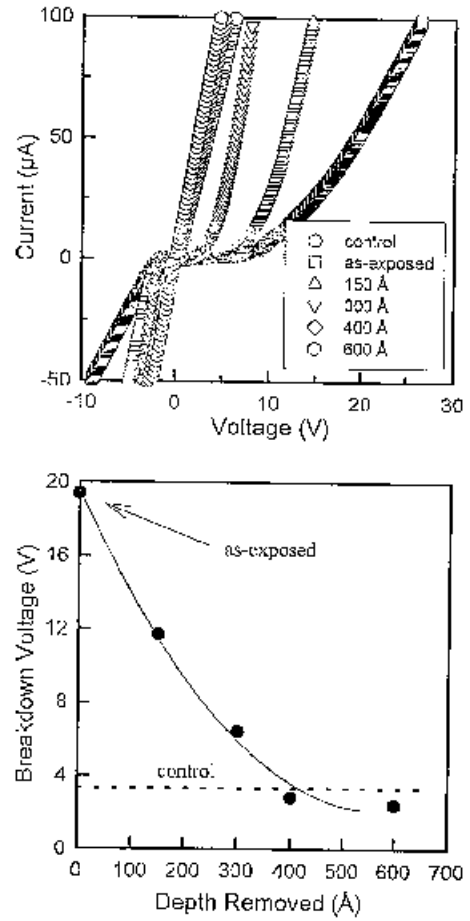 100
50
0
-50
Current (µA)
control
as-exposed
150 Å
300 Å
400 Å
600 Å
-10 0 10 20 30
Voltage (V)
20
16
12
8
4
0
Breakdown Voltage (V)
as-exposed
control
0 100 200 300 400 500 600 700
Depth Removed (Å)